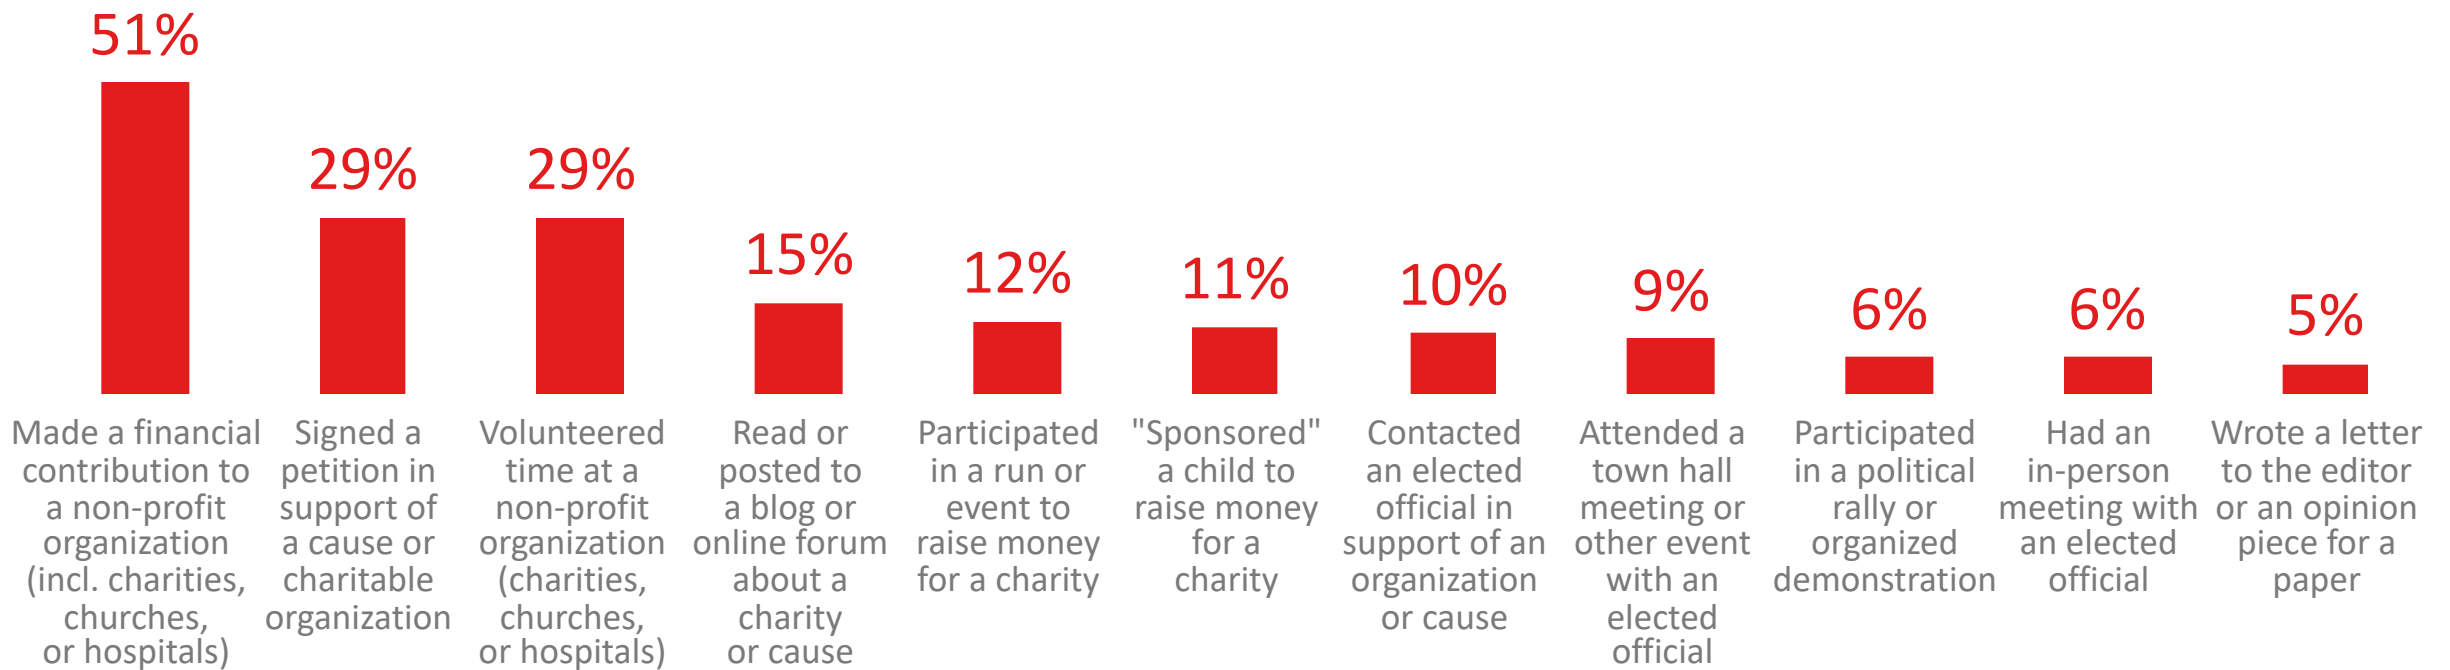 51%
29%
29%
15%
12%
11%
10%
9%
6%
6%
5%
Made a financial
contribution to
a non-profit
organization
(incl. charities,
churches,
or hospitals)
Signed a
petition in
support of
a cause or
charitable
organization
Volunteered
time at a
non-profit
organization
(charities,
churches,
or hospitals)
Read or
posted to
a blog or
online forum
about a
charity
or cause
Participated
in a run or
event to
raise money
for a charity
"Sponsored"
a child to
raise money
for a
charity
Contacted
an elected
official in
support of an
organization
or cause
Attended a
town hall
meeting or
other event
with an
elected
official
Participated
in a political
rally or
organized
demonstration
Had an
in-person
meeting with
an elected
official
Wrote a letter
to the editor
or an opinion
piece for a
paper